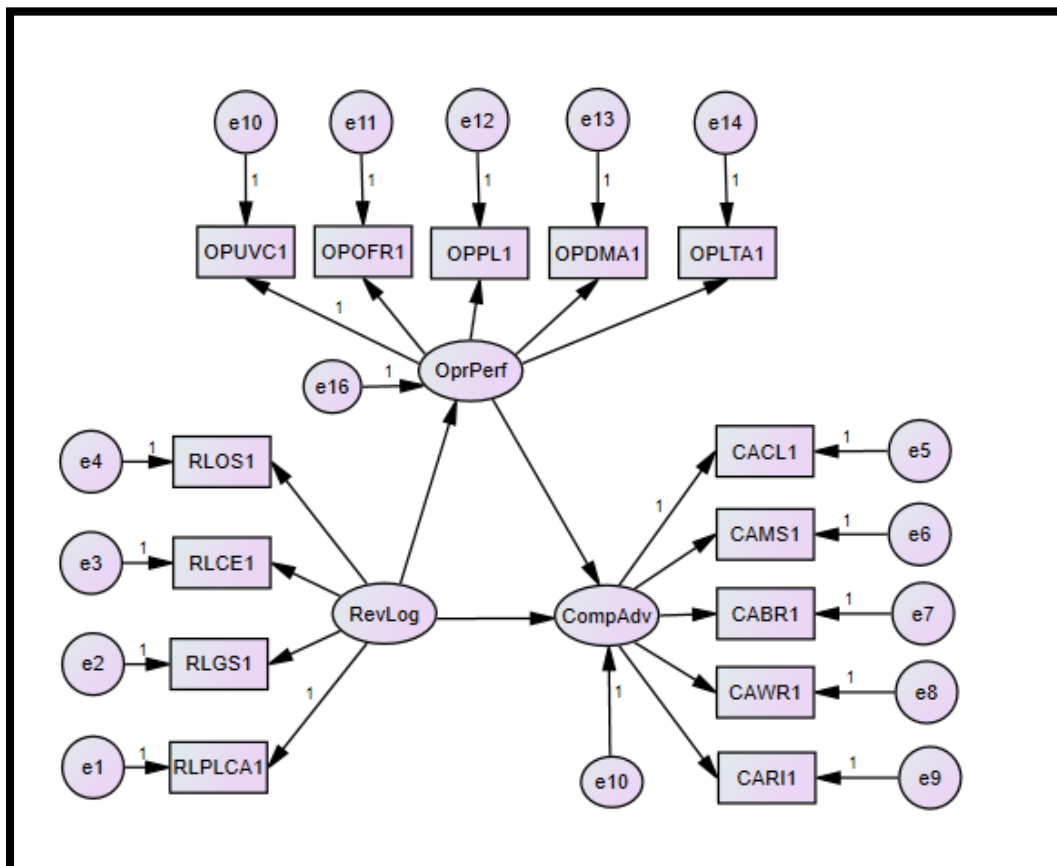 e10
e11
e12
e13
e14
1
1
1
1
1
OPUVC1
OPOFR1
OPPL1
OPDMA1
OPLTA1
1
e16
1
OprPerf
e4
1
RLOS1
CACL1
1
e5
1
e3
1
RLCE1
CAMS1
1
e6
RevLog
CompAdv
CABR1
1
e7
e2
1
RLGS1
1
1
CAWR1
1
e8
e1
1
RLPLCA1
e10
CARI1
1
e9